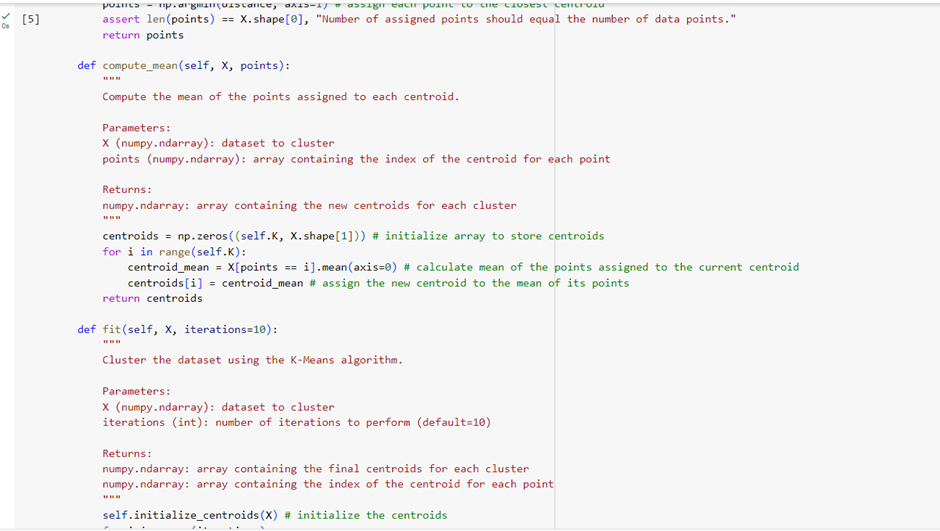 points = np.argmin(distance, axis=1) # assign each point to the closest centroid
[5]
0s
assert len(points) == X.shape[0], "Number of assigned points should equal the number of data points."
return points
def compute_mean(self, X, points):
"""
Compute the mean of the points assigned to each centroid.
Parameters:
X (numpy.ndarray): dataset to cluster
points (numpy.ndarray): array containing the index of the centroid for each point
Returns:
numpy.ndarray: array containing the new centroids for each cluster
"""
centroids = np.zeros((self.K, X.shape[1])) # initialize array to store centroids
for i in range(self.K):
centroid_mean = X[points == i].mean(axis=0) # calculate mean of the points assigned to the current centroid
centroids[i] = centroid_mean # assign the new centroid to the mean of its points
return centroids
def fit(self, X, iterations=10):
"""
Cluster the dataset using the K-Means algorithm.
Parameters:
X (numpy.ndarray): dataset to cluster
iterations (int): number of iterations to perform (default=10)
Returns:
numpy.ndarray: array containing the final centroids for each cluster
numpy.ndarray: array containing the index of the centroid for each point
"""
self.initialize_centroids(X) # initialize the centroids